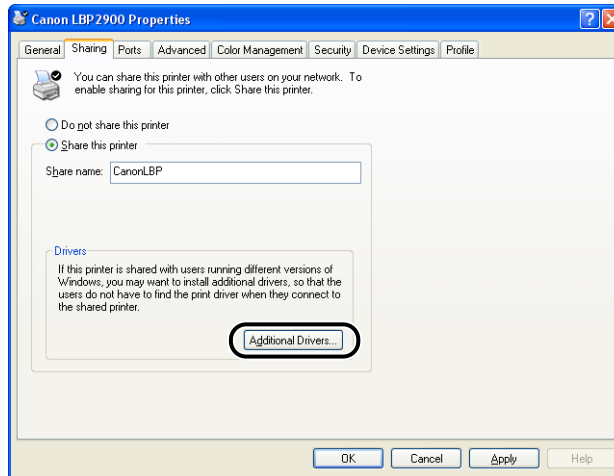 Canon LBP2900 Properties
General Sharing Ports Advanced Color Management Security Device Settings Profile
You can share this printer with other users on your network. To
enable sharing for this printer, click Share this printer.
Do not share this printer
Share this printer
Share name: CanonLBP
Drivers
If this printer is shared with users running different versions of
Windows, you may want to install additional drivers, so that the
users do not have to find the print driver when they connect to
the shared printer.
Additional Drivers...
OK Cancel Apply Help